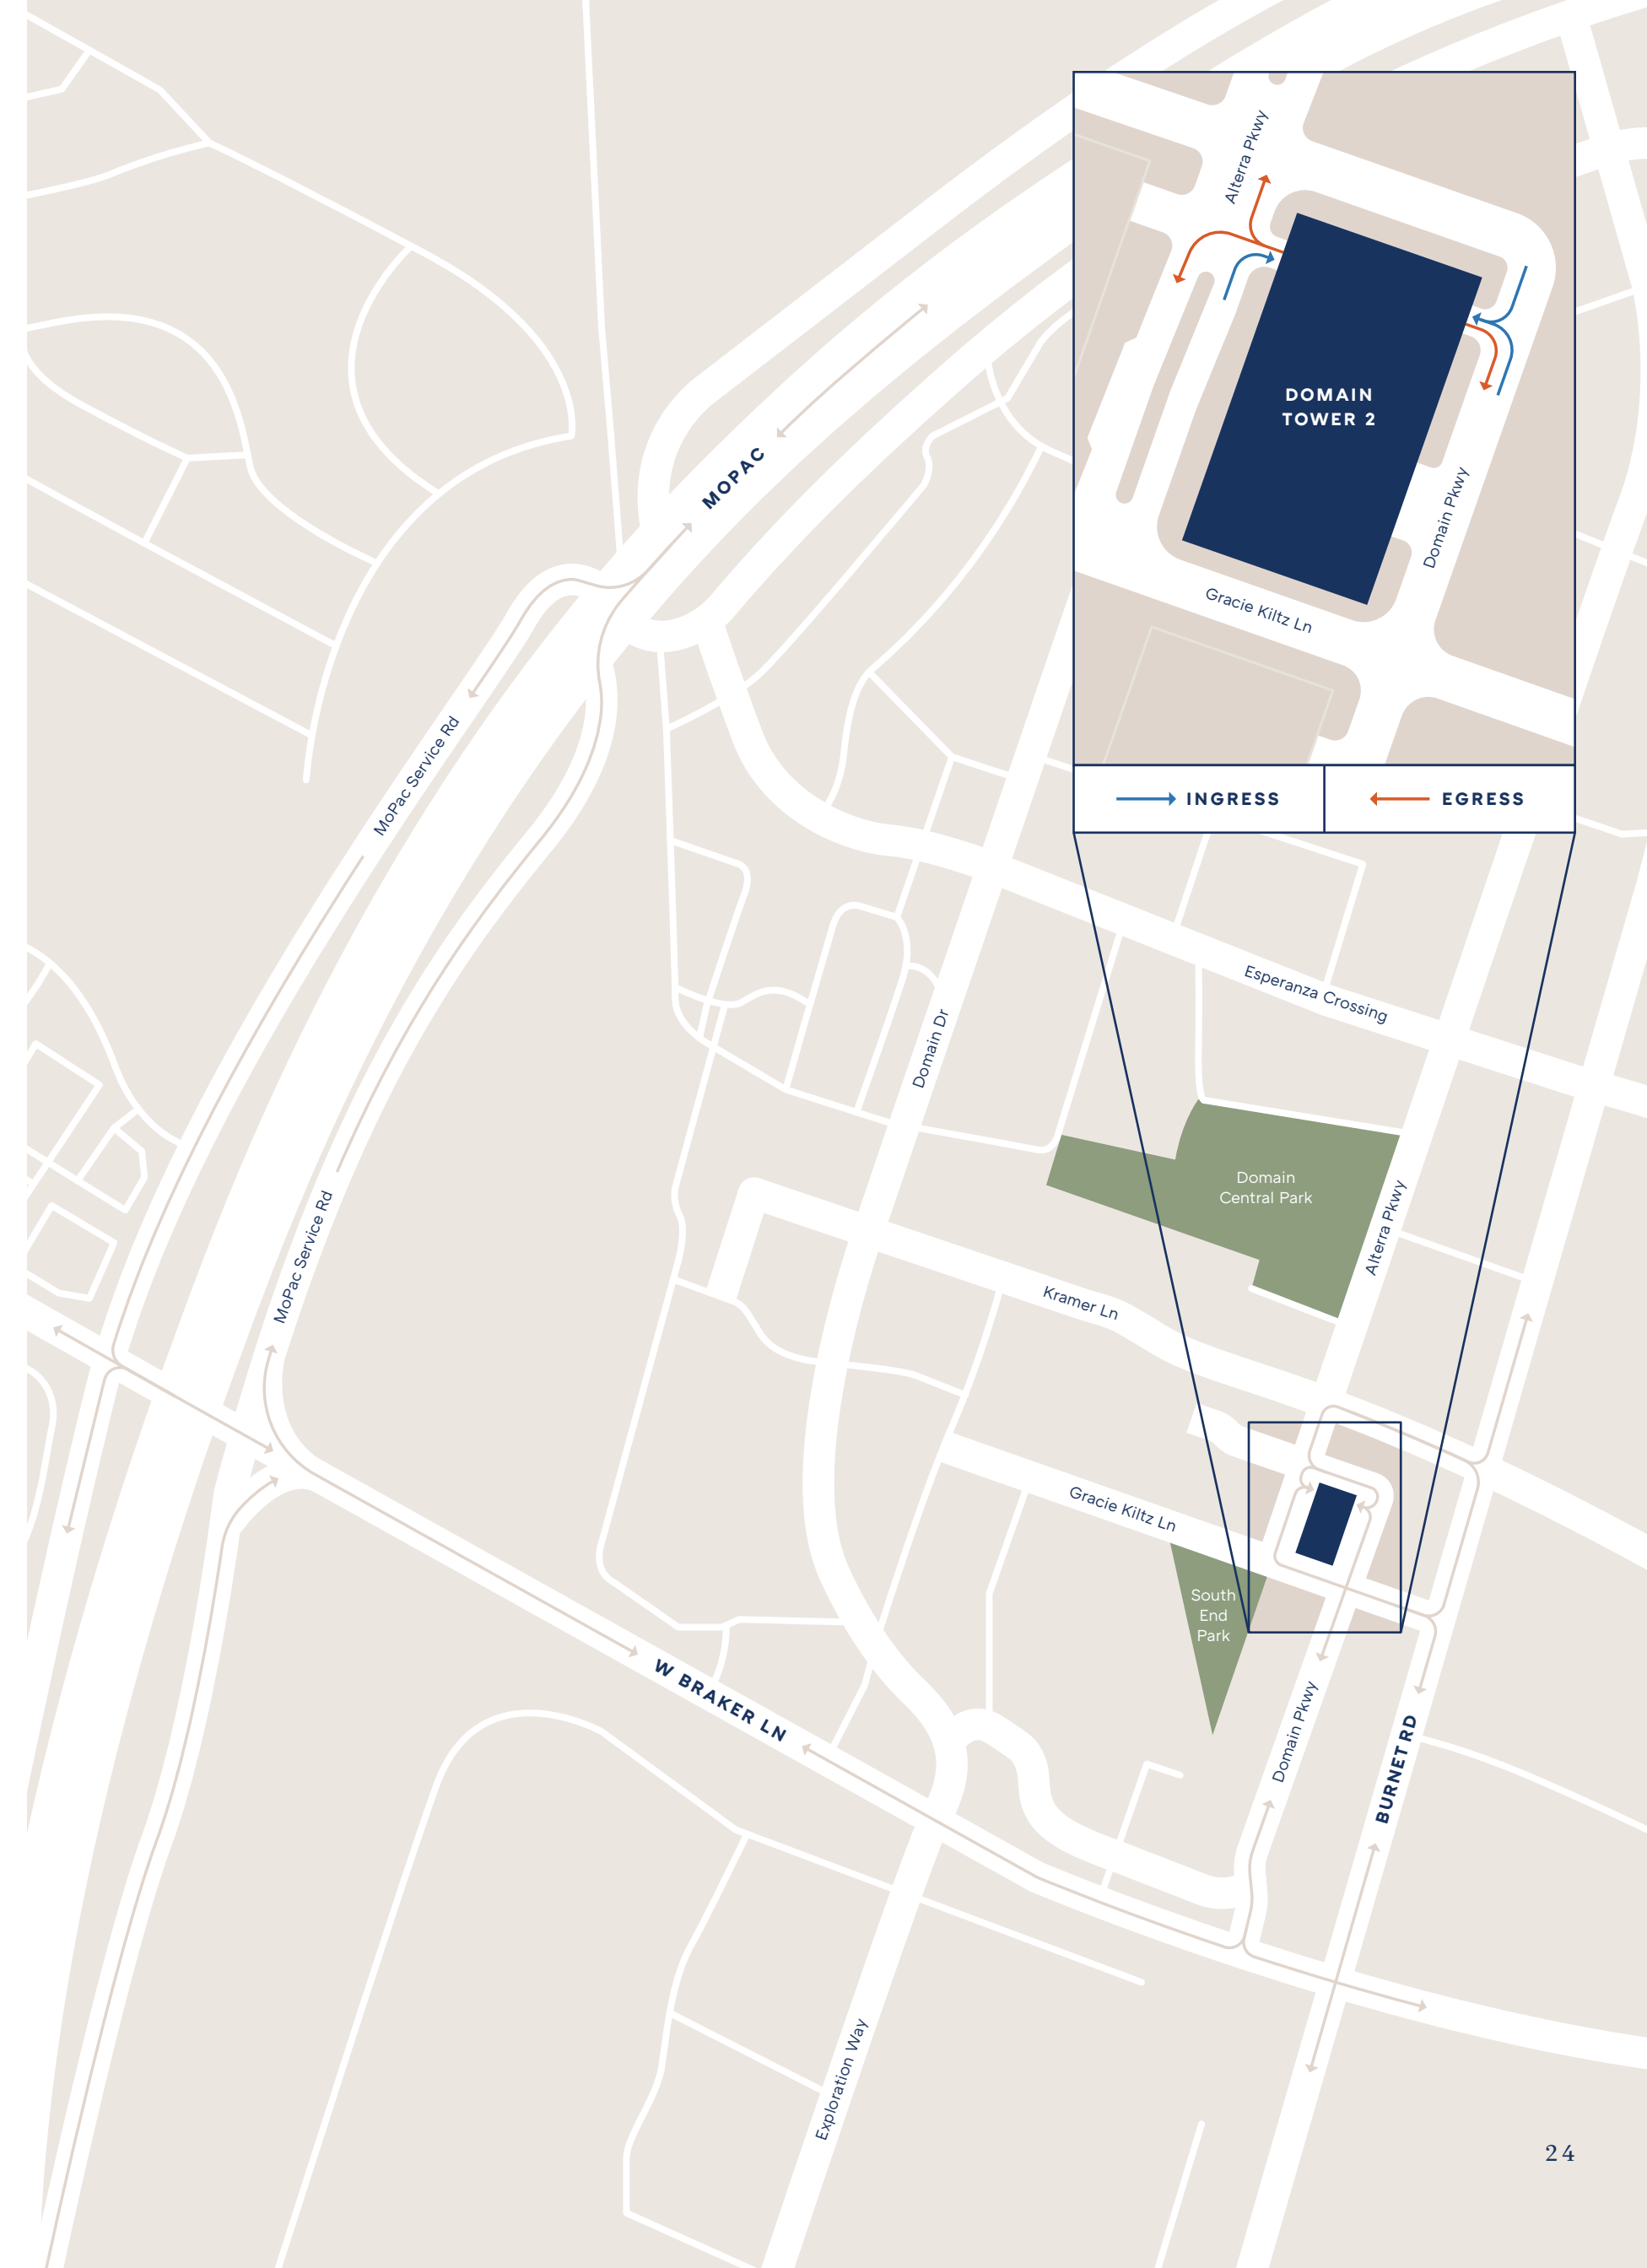 Alterra Pkwy
DOMAIN
TOWER 2
Domain Pkwy
Gracie Kiltz Ln
INGRESS
EGRESS
MOPAC
MoPac Service Rd
Esperanza Crossing
Domain Dr
Domain
Central Park
Alterra Pkwy
MoPac Service Rd
Kramer Ln
Gracie Kiltz Ln
South
End
Park
W BRAKER LN
Domain Pkwy
BURNET RD
Exploration Way
24